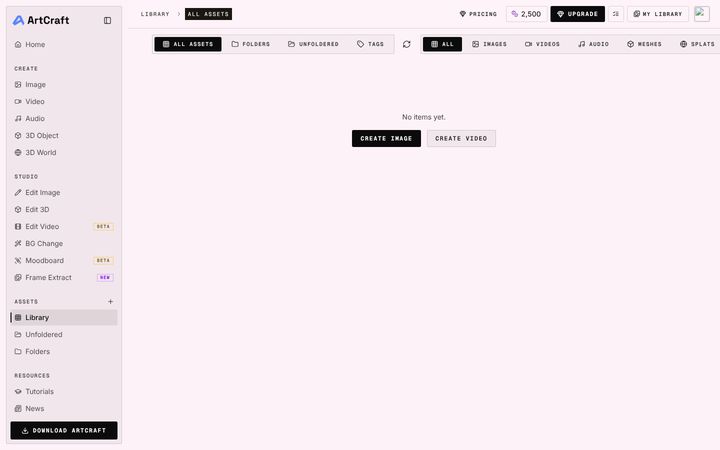 ArtCraft
Home
CREATE
Image
Video
Audio
3D Object
3D World
STUDIO
Edit Image
Edit 3D
Edit Video BETA
BG Change
Moodboard BETA
Frame Extract NEW
ASSETS
Library
Unfoldered
Folders
RESOURCES
Tutorials
News
DOWNLOAD ARTCRAFT
LIBRARY > ALL ASSETS
PRICING 2,500 UPGRADE MY LIBRARY
ALL ASSETS FOLDERS UNFOLDERED TAGS
ALL IMAGES VIDEOS AUDIO MESHES SPLATS
No items yet.
CREATE IMAGE CREATE VIDEO